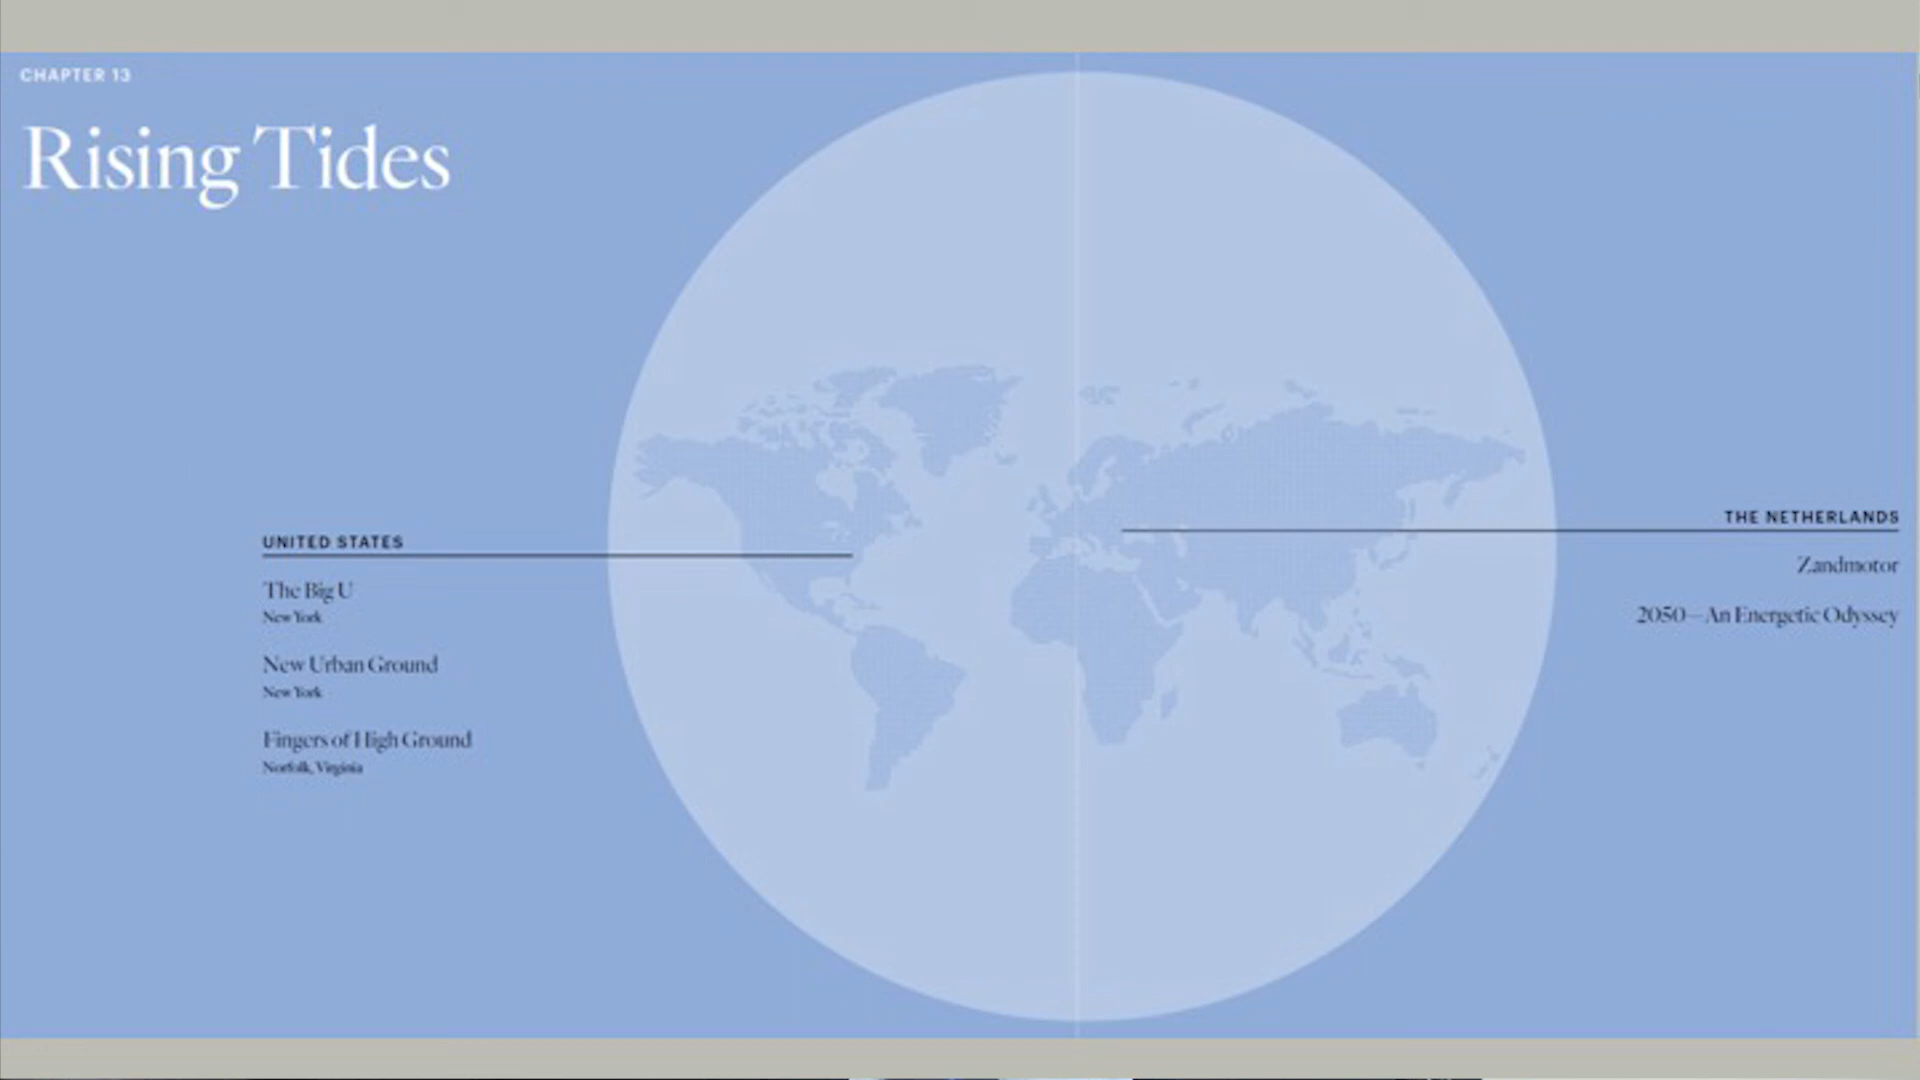 CHAPTER 13
Rising Tides
UNITED STATES
The Big U
New York
New Urban Ground
New York
Fingers of High Ground
Norfolk, Virginia
THE NETHERLANDS
Zandmotor
2050—An Energetic Odyssey